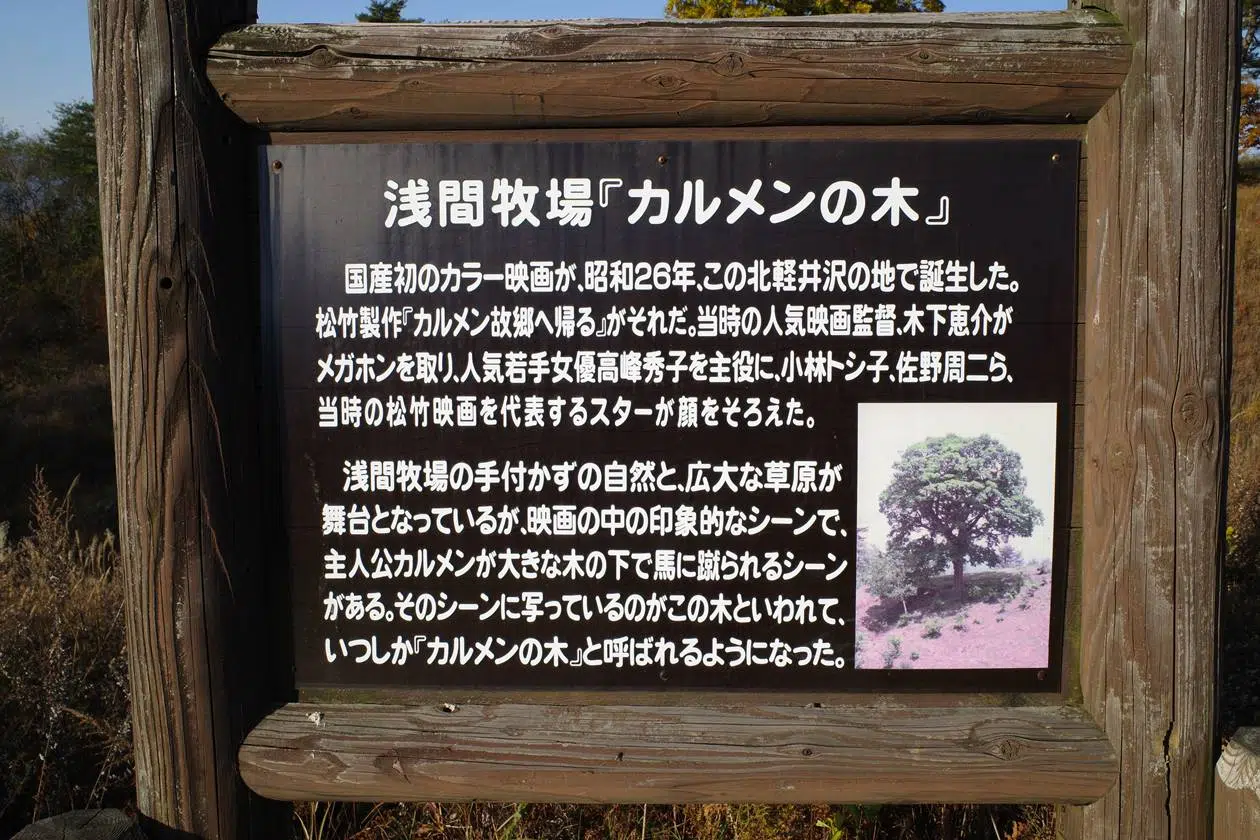 浅間牧場『カルメンの木』
国産初のカラー映画が、昭和26年、この北軽井沢の地で誕生した。
松竹製作『カルメン故郷へ帰る』がそれだ。当時の人気映画監督、木下恵介が
メガホンを取り、人気若手女優高峰秀子を主役に、小林トシ子、佐野周二ら、
当時の松竹映画を代表するスターが顔をそろえた。
浅間牧場の手付かずの自然と、広大な草原が
舞台となっているが、映画の中の印象的なシーンで、
主人公カルメンが大きな木の下で馬に蹴られるシーン
がある。そのシーンに写っているのがこの木といわれて、
いつしか『カルメンの木』と呼ばれるようになった。